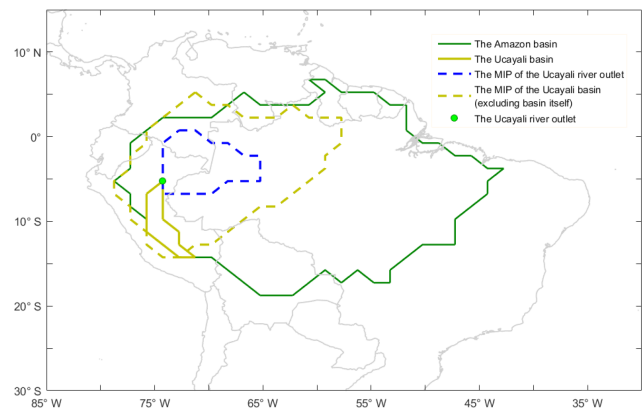 15° N
The Amazon basin
The Ucayali basin
The MIP of the Ucayali river outlet
The MIP of the Ucayali basin
(excluding basin itself)
The Ucayali river outlet
0°
10° S
20° S
30° S
85° W 75° W 65° W 55° W 45° W 35° W